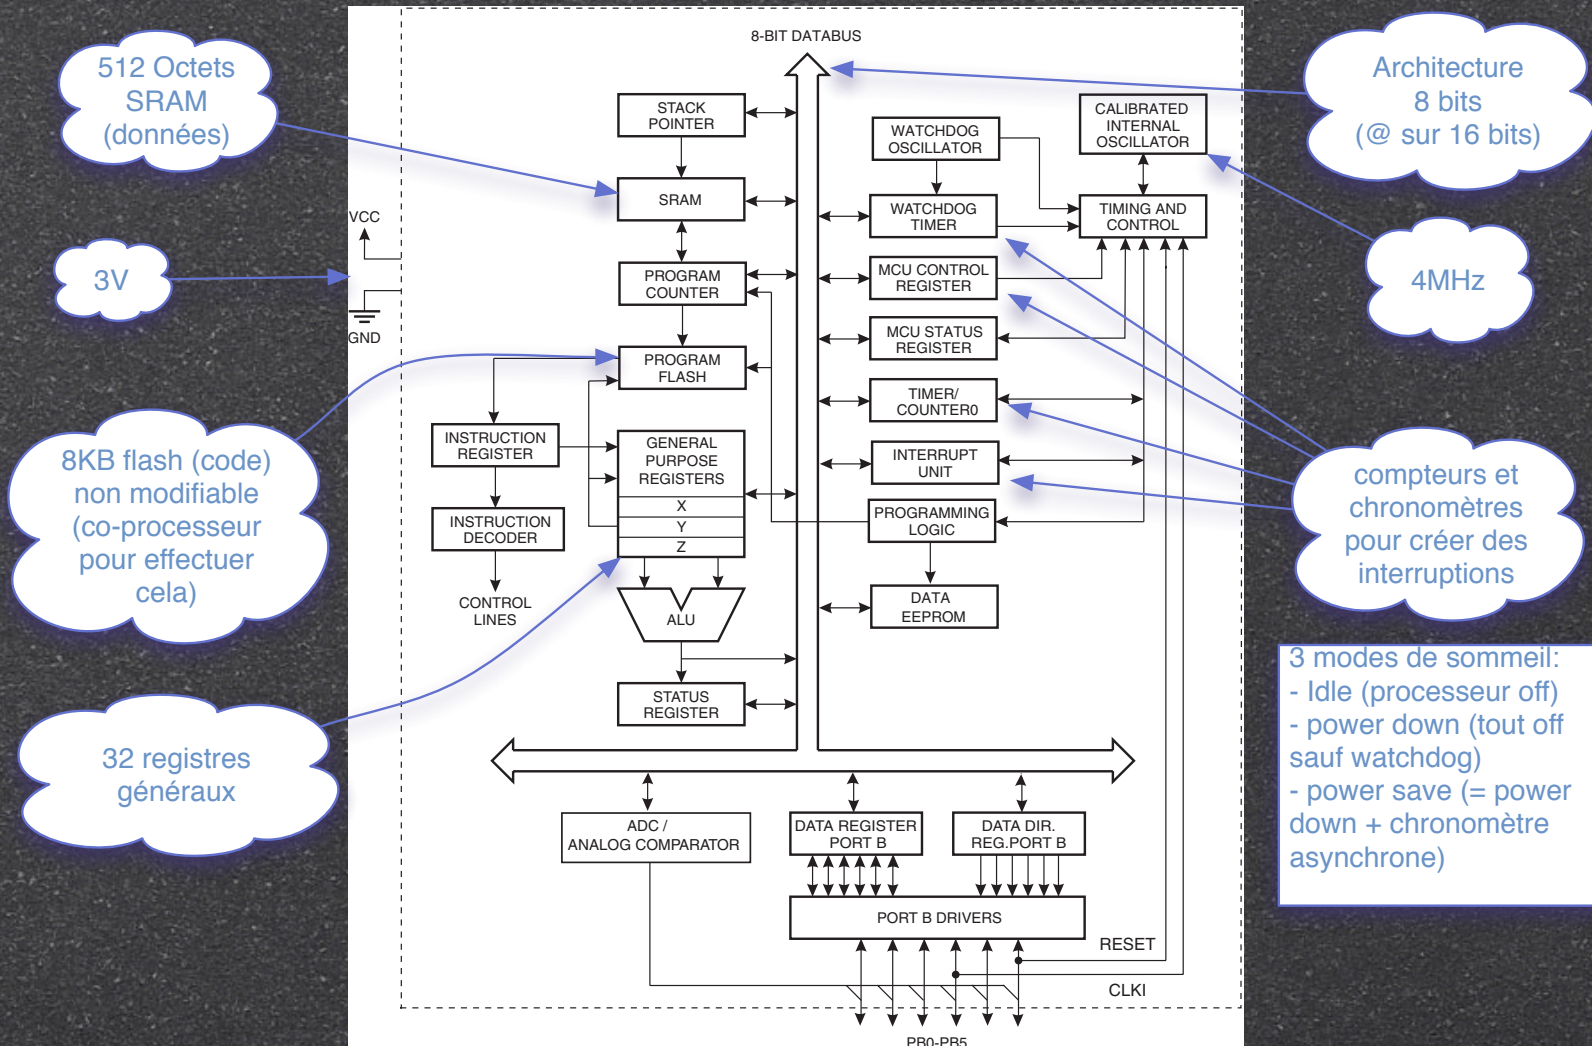 8-BIT DATABUS
512 Octets
SRAM
(données)
3V
8KB flash (code)
non modifiable
(co-processeur
pour effectuer
cela)
32 registres
généraux
VCC
GND
STACK
POINTER
SRAM
PROGRAM
COUNTER
PROGRAM
FLASH
INSTRUCTION
REGISTER
INSTRUCTION
DECODER
CONTROL
LINES
GENERAL
PURPOSE
REGISTERS
X
Y
Z
ALU
STATUS
REGISTER
WATCHDOG
OSCILLATOR
WATCHDOG
TIMER
MCU CONTROL
REGISTER
MCU STATUS
REGISTER
TIMER/
COUNTER0
INTERRUPT
UNIT
PROGRAMMING
LOGIC
DATA
EEPROM
CALIBRATED
INTERNAL
OSCILLATOR
TIMING AND
CONTROL
ADC /
ANALOG COMPARATOR
DATA REGISTER
PORT B
DATA DIR.
REG.PORT B
PORT B DRIVERS
RESET
CLKI
PB0-PB5
Architecture
8 bits
(@ sur 16 bits)
4MHz
compteurs et
chronomètres
pour créer des
interruptions
3 modes de sommeil:
- Idle (processeur off)
- power down (tout off
sauf watchdog)
- power save (= power
down + chronomètre
asynchrone)